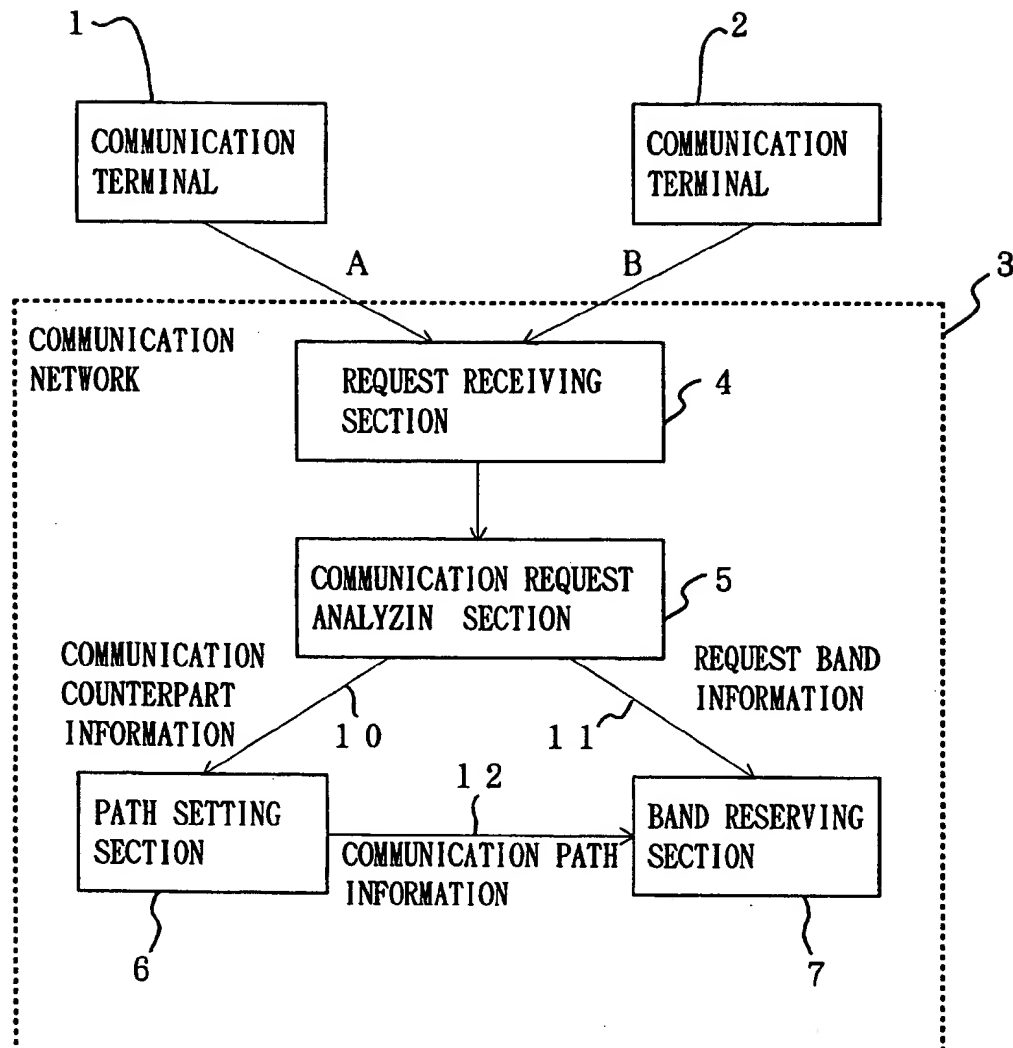 1
2
COMMUNICATION
TERMINAL
COMMUNICATION
TERMINAL
A
B
3
COMMUNICATION
NETWORK
REQUEST RECEIVING
SECTION
4
COMMUNICATION REQUEST
ANALYZIN SECTION
5
COMMUNICATION
COUNTERPART
INFORMATION
10
11
REQUEST BAND
INFORMATION
12
PATH SETTING
SECTION
COMMUNICATION PATH
INFORMATION
BAND RESERVING
SECTION
6
7